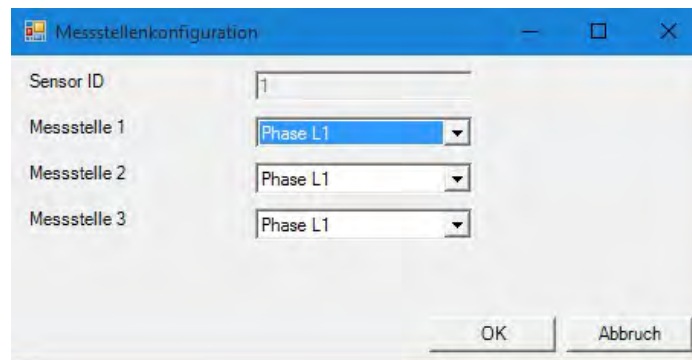 Messstellenkonfiguration
Sensor ID 1
Messstelle 1 Phase L1
Messstelle 2 Phase L1
Messstelle 3 Phase L1
OK Abbruch